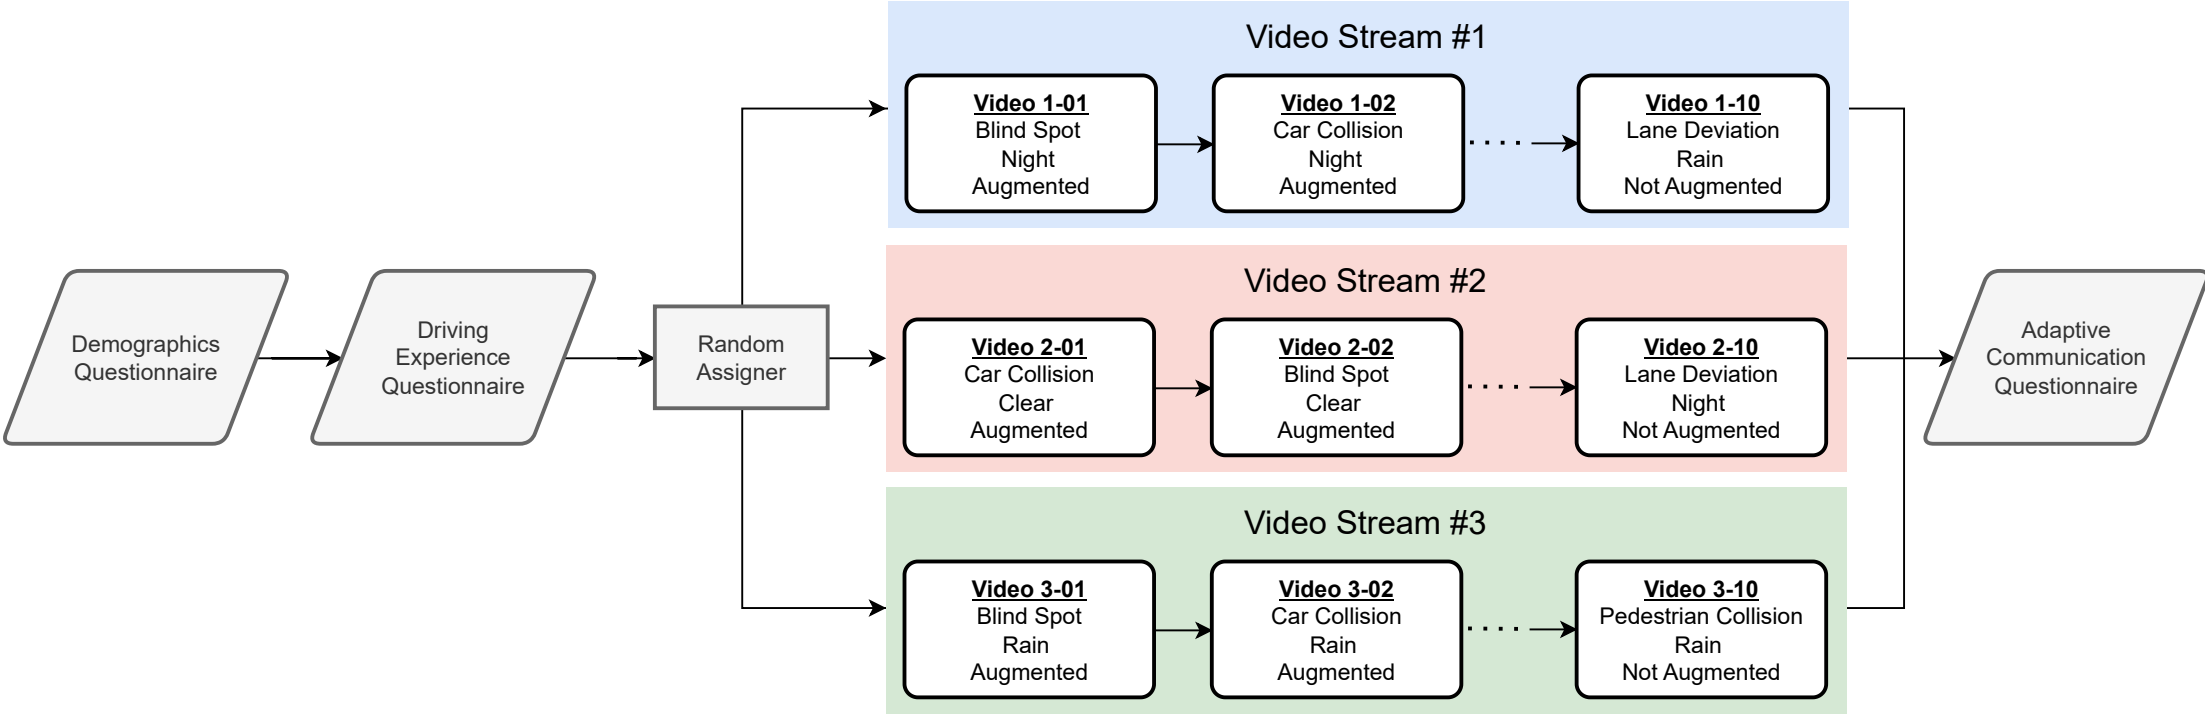 Demographics
Questionnaire
Driving
Experience
Questionnaire
Random
Assigner
Video Stream #1
Video 1-01
Blind Spot
Night
Augmented
Video 1-02
Car Collision
Night
Augmented
Video 1-10
Lane Deviation
Rain
Not Augmented
Video Stream #2
Video 2-01
Car Collision
Clear
Augmented
Video 2-02
Blind Spot
Clear
Augmented
Video 2-10
Lane Deviation
Night
Not Augmented
Video Stream #3
Video 3-01
Blind Spot
Rain
Augmented
Video 3-02
Car Collision
Rain
Augmented
Video 3-10
Pedestrian Collision
Rain
Not Augmented
Adaptive
Communication
Questionnaire